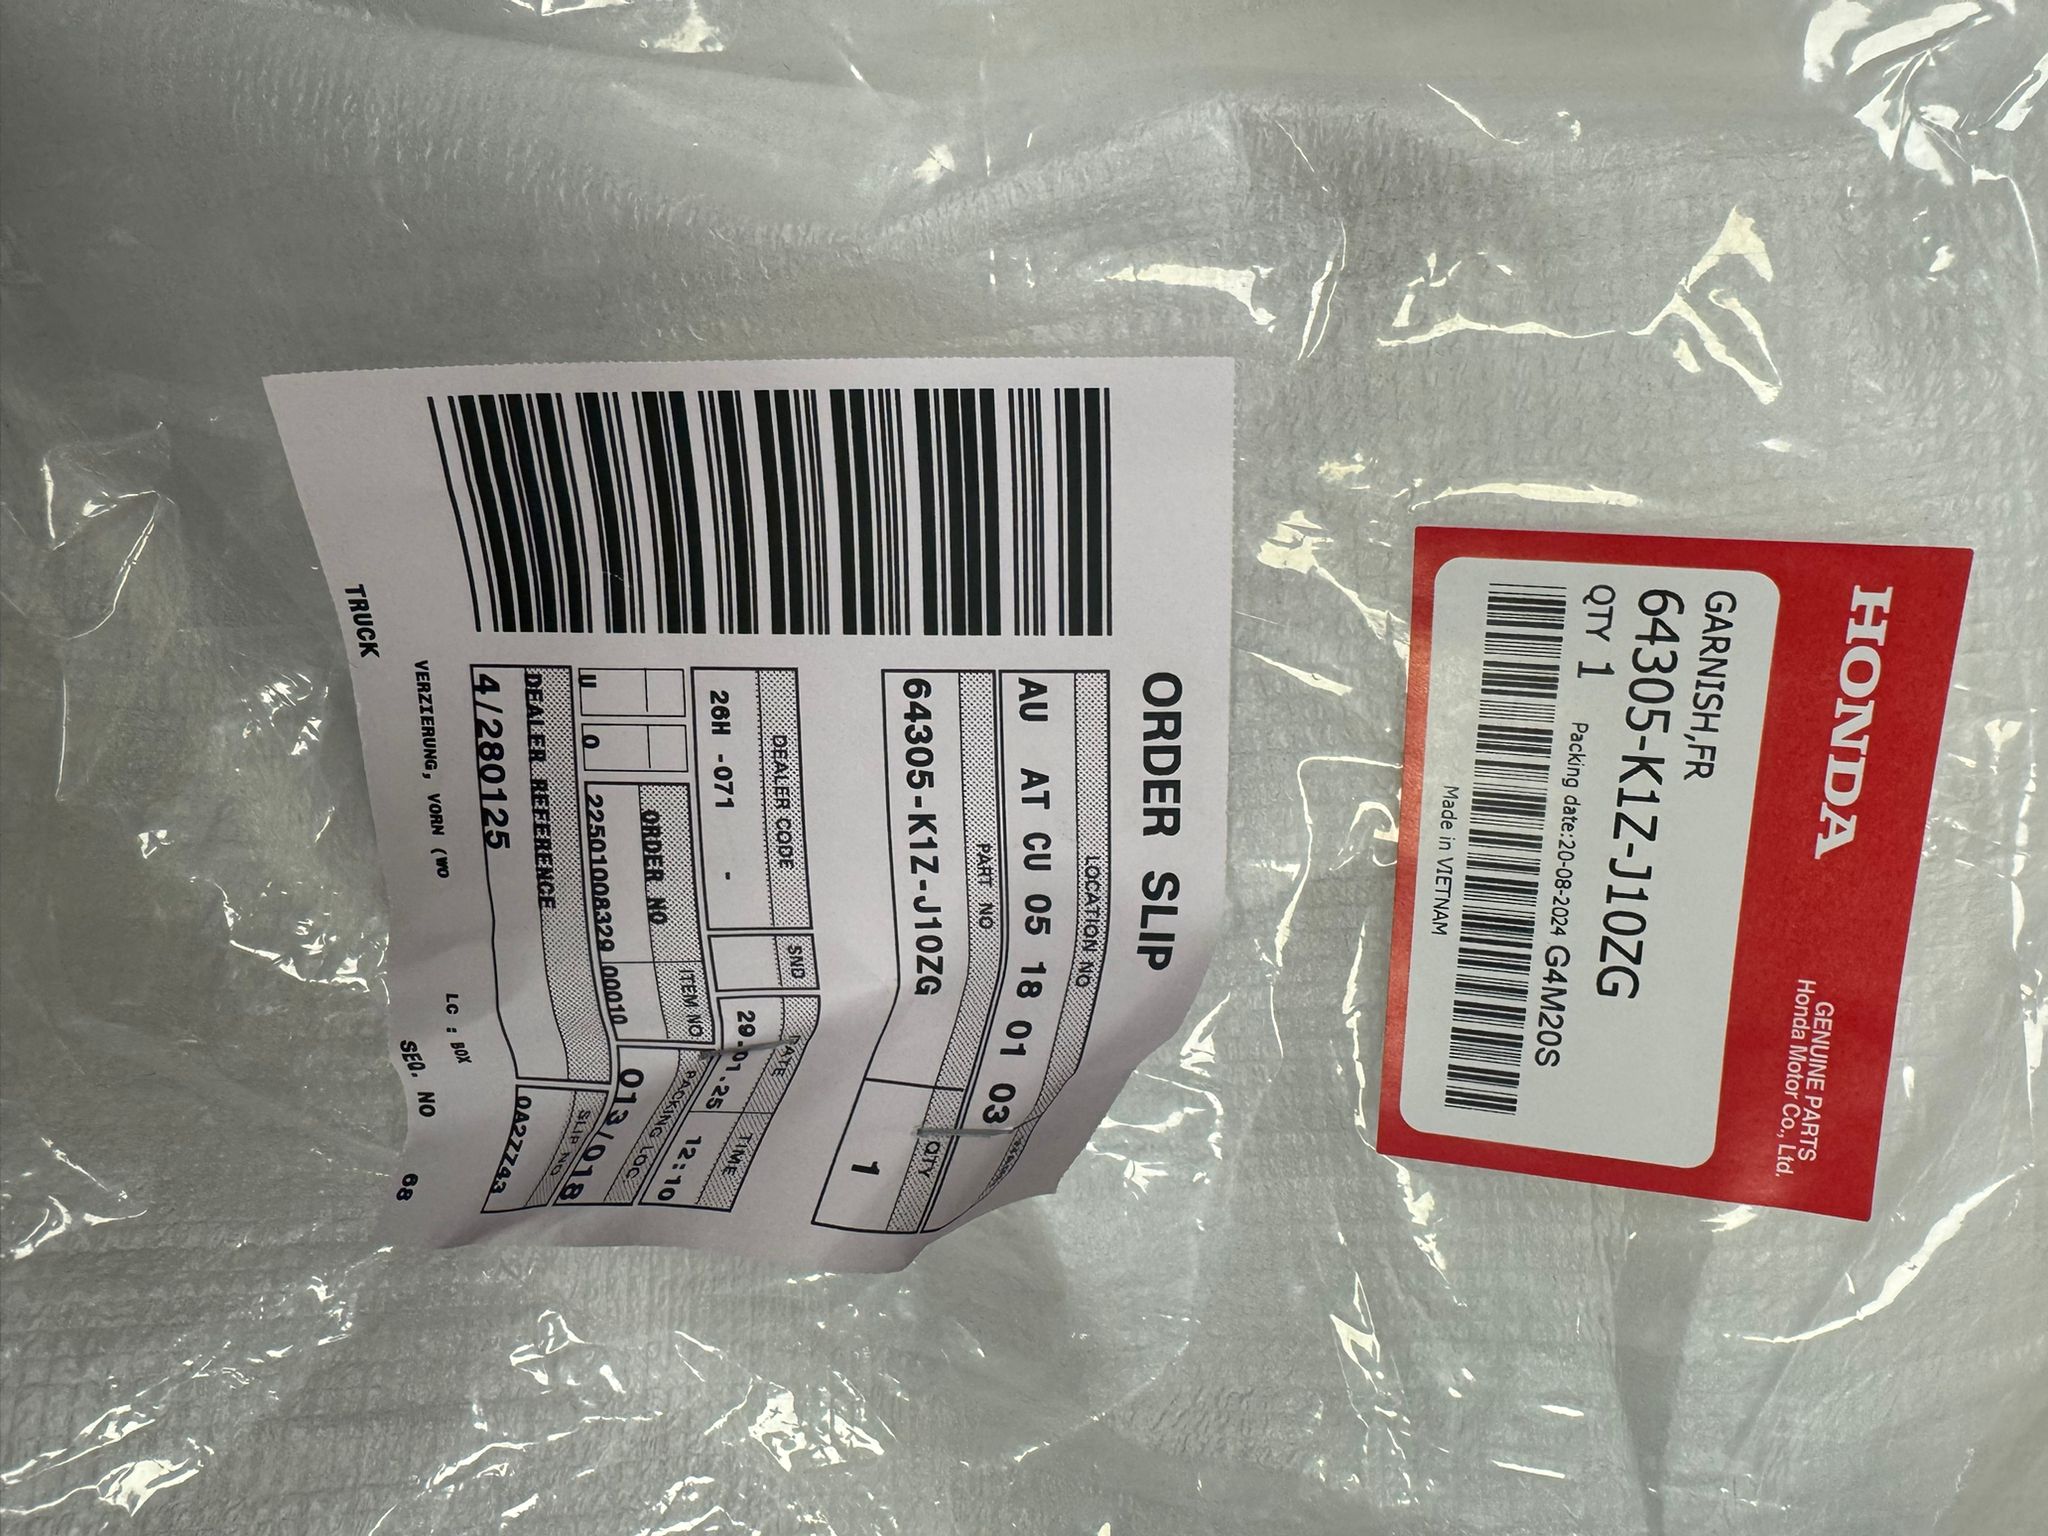 HONDA
GENUINE PARTS
Honda Motor Co., Ltd.
GARNISH,FR
64305-K1Z-J10ZG
QTY 1
Packing date:20-08-2024 G4M20S
Made in VIETNAM
ORDER SLIP
LOCATION NO
AU AT CU 05 18 01 03
PART NO
QTY
64305-K1Z-J10ZG
1
DEALER CODE
SND
DATE
TIME
26H -071 -
29.01.25
12:10
ORDER NO
ITEM NO
PACKING LOC
U
0
22501008329
00010
013/018
DEALER REFERENCE
SLIP NO
4/280125
0A2ZZ43
VERZIERUNG, VORN (WO
LC : BOX
TRUCK
SEQ. NO
68